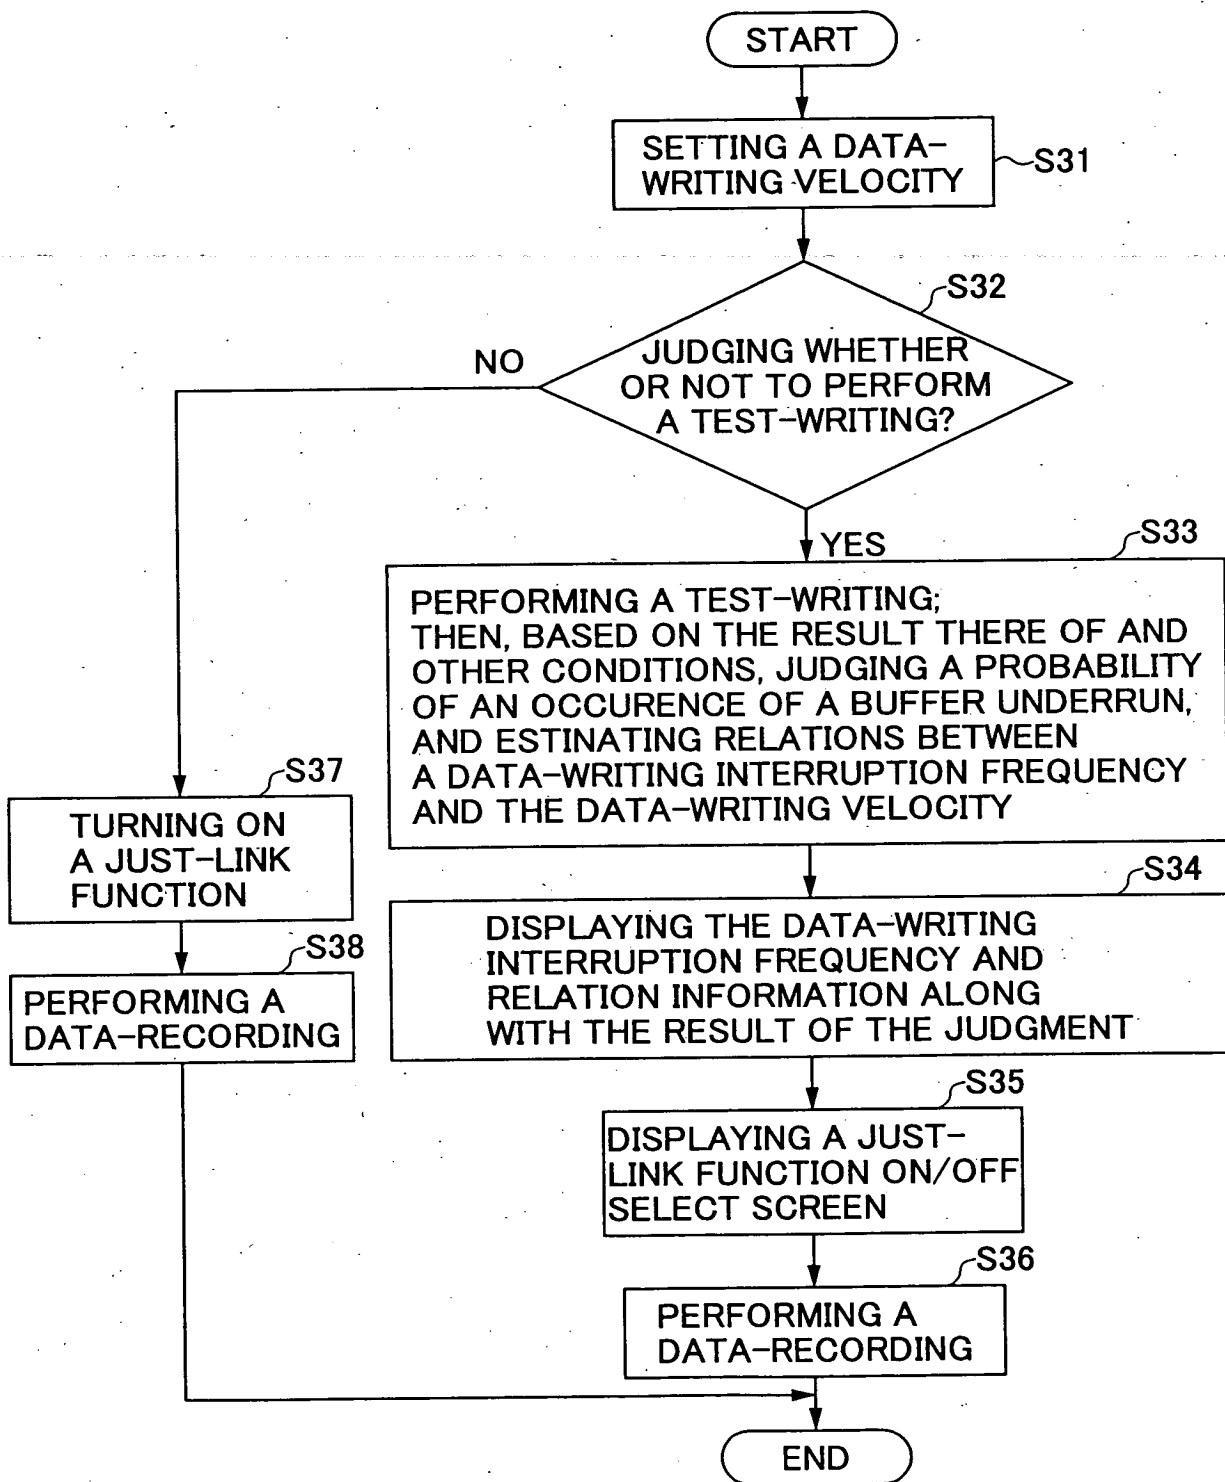 START
SETTING A DATA-
WRITING VELOCITY
S31
S32
JUDGING WHETHER
OR NOT TO PERFORM
A TEST-WRITING?
NO
YES
S33
PERFORMING A TEST-WRITING;
THEN, BASED ON THE RESULT THERE OF AND
OTHER CONDITIONS, JUDGING A PROBABILITY
OF AN OCCURENCE OF A BUFFER UNDERRUN,
AND ESTINATING RELATIONS BETWEEN
A DATA-WRITING INTERRUPTION FREQUENCY
AND THE DATA-WRITING VELOCITY
S37
TURNING ON
A JUST-LINK
FUNCTION
S34
DISPLAYING THE DATA-WRITING
INTERRUPTION FREQUENCY AND
RELATION INFORMATION ALONG
WITH THE RESULT OF THE JUDGMENT
S38
PERFORMING A
DATA-RECORDING
S35
DISPLAYING A JUST-
LINK FUNCTION ON/OFF
SELECT SCREEN
S36
PERFORMING A
DATA-RECORDING
END